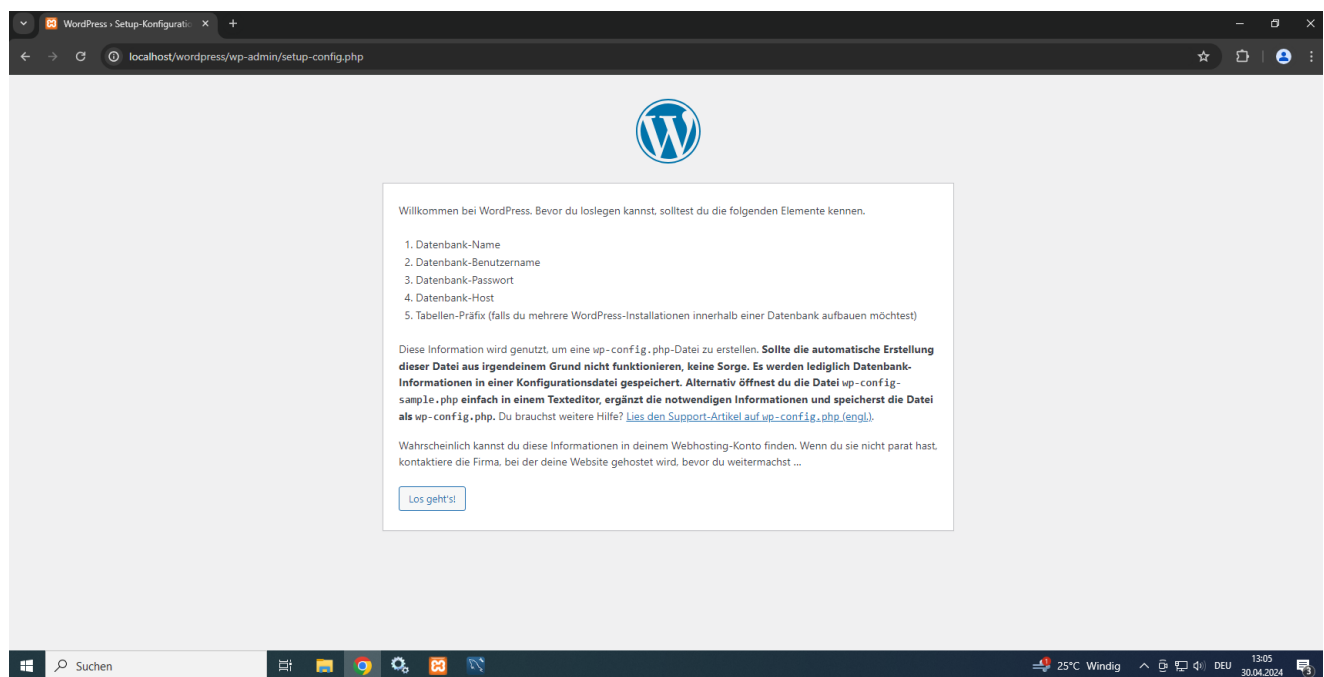 WordPress › Setup-Konfiguratio
localhost/wordpress/wp-admin/setup-config.php
Willkommen bei WordPress. Bevor du loslegen kannst, solltest du die folgenden Elemente kennen.
1. Datenbank-Name
2. Datenbank-Benutzername
3. Datenbank-Passwort
4. Datenbank-Host
5. Tabellen-Präfix (falls du mehrere WordPress-Installationen innerhalb einer Datenbank aufbauen möchtest)
Diese Information wird genutzt, um eine wp-config.php-Datei zu erstellen. Sollte die automatische Erstellung
dieser Datei aus irgendeinem Grund nicht funktionieren, keine Sorge. Es werden lediglich Datenbank-
Informationen in einer Konfigurationsdatei gespeichert. Alternativ öffnest du die Datei wp-config-
sample.php einfach in einem Texteditor, ergänzt die notwendigen Informationen und speicherst die Datei
als wp-config.php. Du brauchst weitere Hilfe? Lies den Support-Artikel auf wp-config.php (engl.).
Wahrscheinlich kannst du diese Informationen in deinem Webhosting-Konto finden. Wenn du sie nicht parat hast,
kontaktiere die Firma, bei der deine Website gehostet wird, bevor du weitermachst ...
Los geht's!
Suchen
25°C Windig
DEU
13:05
30.04.2024
3